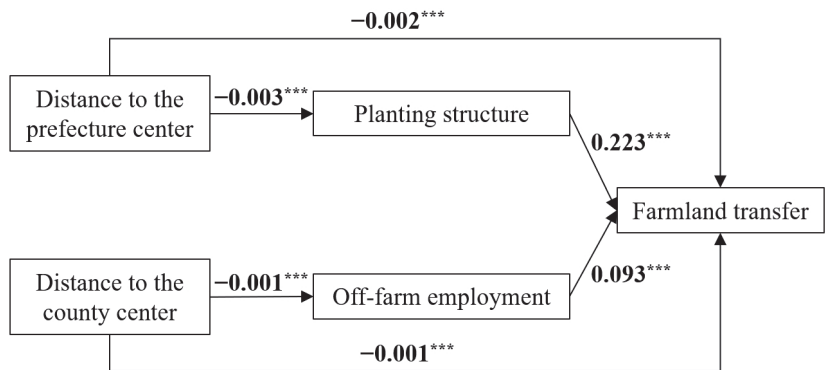 −0.002***
Distance to the
prefecture center
−0.003***
Planting structure
0.223***
Farmland transfer
Distance to the
county center
−0.001***
Off-farm employment
0.093***
−0.001***